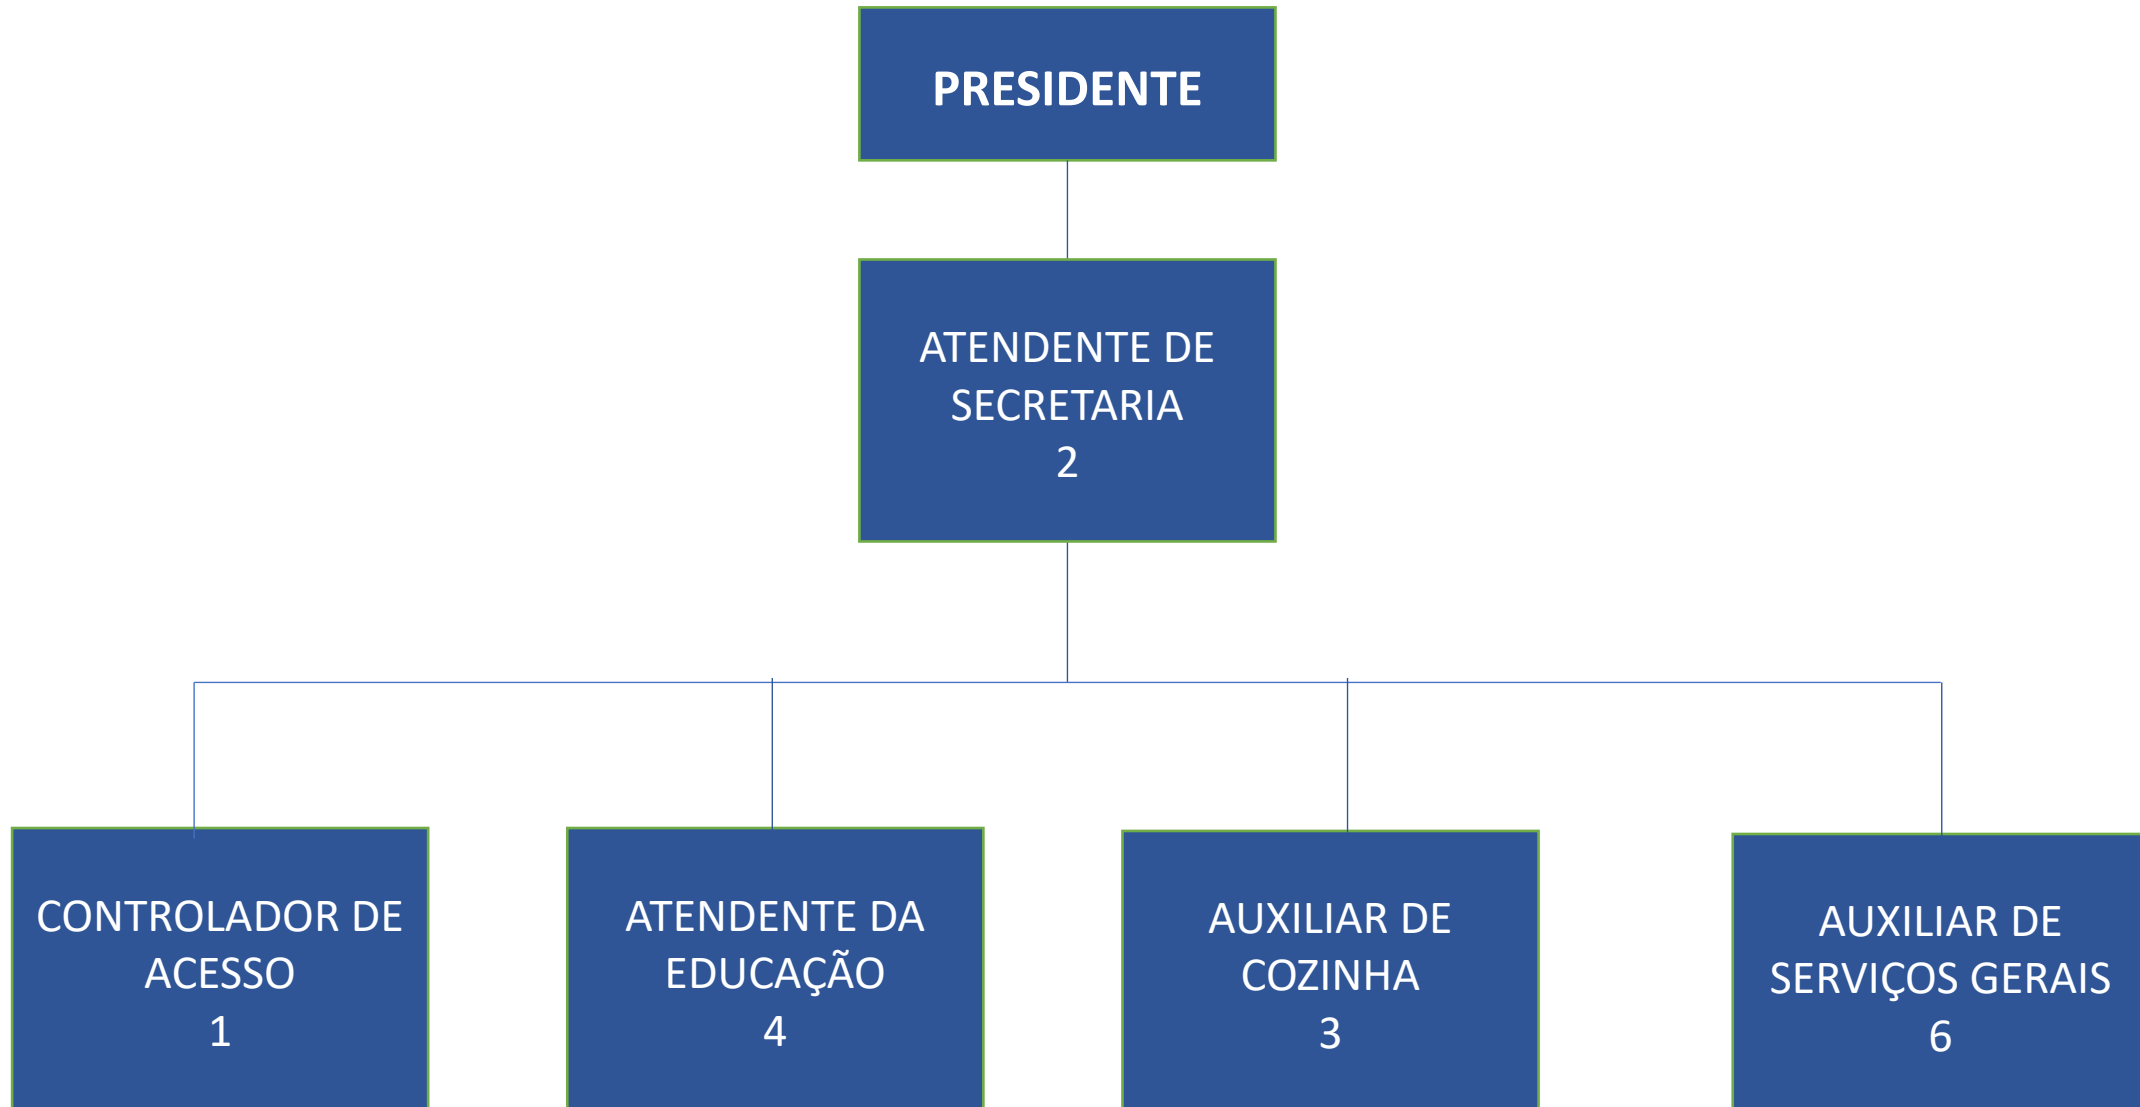 PRESIDENTE
ATENDENTE DE
SECRETARIA
2
CONTROLADOR DE
ACESSO
1
ATENDENTE DA
EDUCAÇÃO
4
AUXILIAR DE
COZINHA
3
AUXILIAR DE
SERVIÇOS GERAIS
6